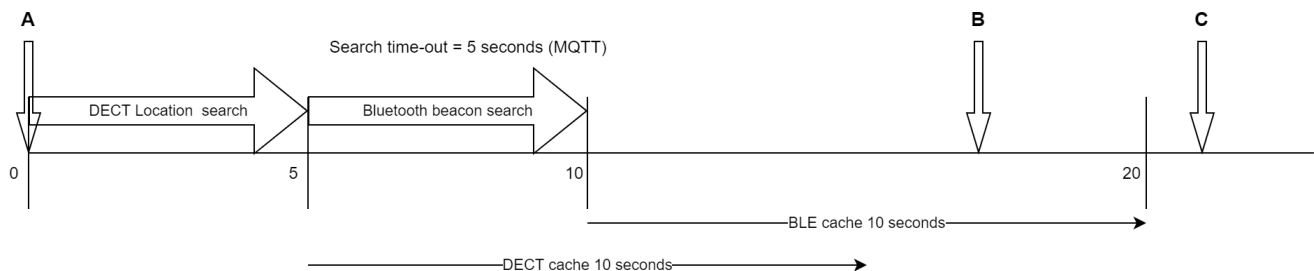 A
B
C
Search time-out = 5 seconds (MQTT)
DECT Location search
Bluetooth beacon search
0
5
10
20
BLE cache 10 seconds
DECT cache 10 seconds